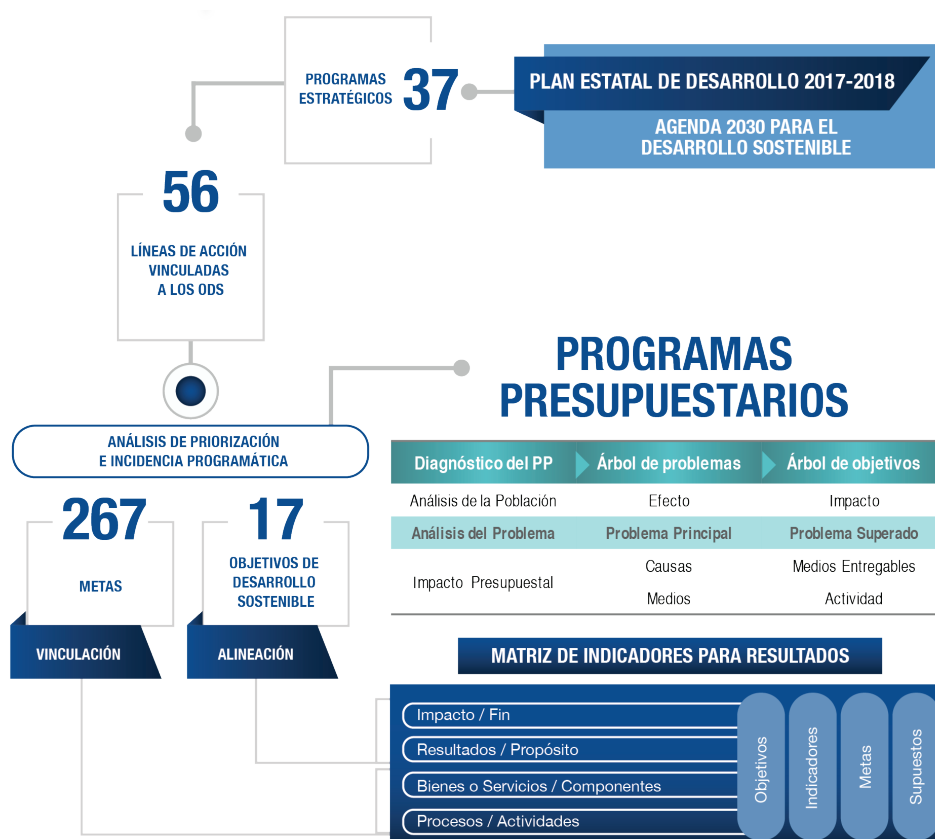 PROGRAMAS
ESTRATÉGICOS
37
PLAN ESTATAL DE DESARROLLO 2017-2018
AGENDA 2030 PARA EL
DESARROLLO SOSTENIBLE
56
LÍNEAS DE ACCIÓN
VINCULADAS
A LOS ODS
ANÁLISIS DE PRIORIZACIÓN
E INCIDENCIA PROGRAMÁTICA
267
METAS
VINCULACIÓN
17
OBJETIVOS DE
DESARROLLO
SOSTENIBLE
ALINEACIÓN
PROGRAMAS
PRESUPUESTARIOS
Diagnóstico del PP Árbol de problemas Árbol de objetivos
Análisis de la Población Efecto Impacto
Análisis del Problema Problema Principal Problema Superado
Impacto Presupuestal Causas Medios Entregables
Medios Actividad
MATRIZ DE INDICADORES PARA RESULTADOS
Impacto / Fin
Resultados / Propósito
Bienes o Servicios / Componentes
Procesos / Actividades
Objetivos
Indicadores
Metas
Supuestos